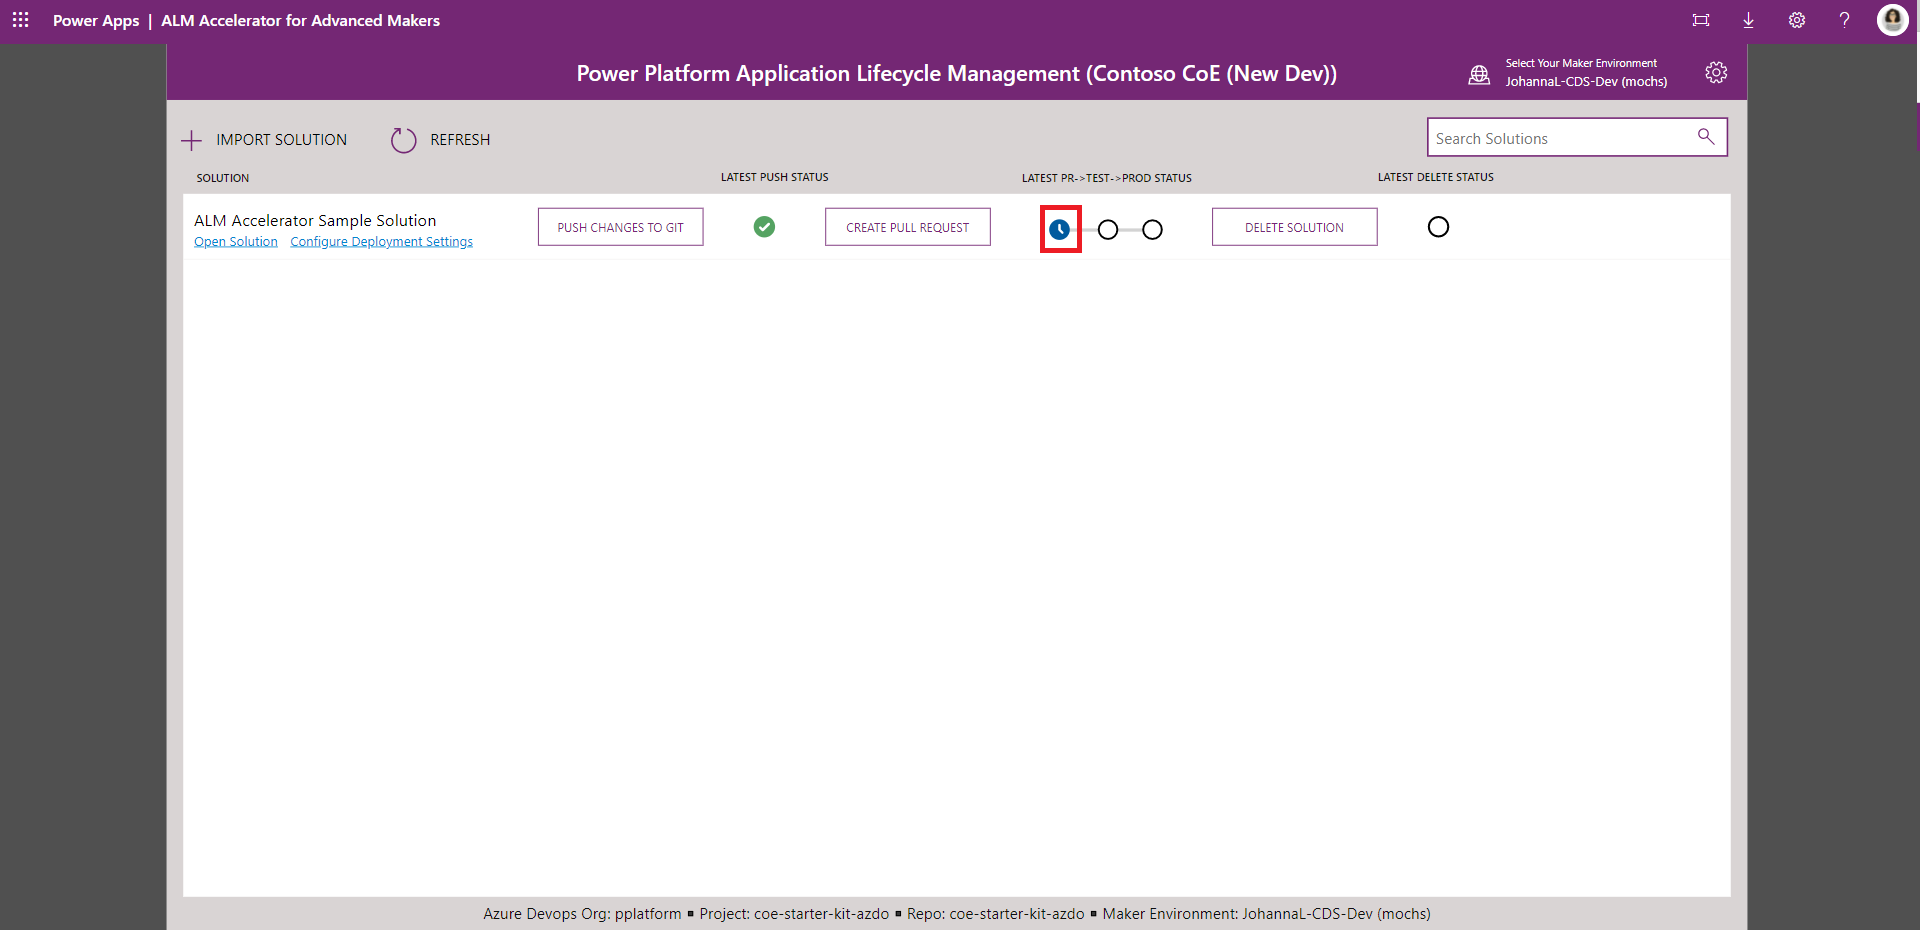 Power Apps | ALM Accelerator for Advanced Makers
Power Platform Application Lifecycle Management (Contoso CoE (New Dev))
Select Your Maker Environment
JohannaL-CDS-Dev (mochs)
IMPORT SOLUTION REFRESH
Search Solutions
SOLUTION LATEST PUSH STATUS LATEST PR->TEST->PROD STATUS LATEST DELETE STATUS
ALM Accelerator Sample Solution
Open Solution Configure Deployment Settings
PUSH CHANGES TO GIT CREATE PULL REQUEST DELETE SOLUTION
Azure Devops Org: pplatform ▪ Project: coe-starter-kit-azdo ▪ Repo: coe-starter-kit-azdo ▪ Maker Environment: JohannaL-CDS-Dev (mochs)